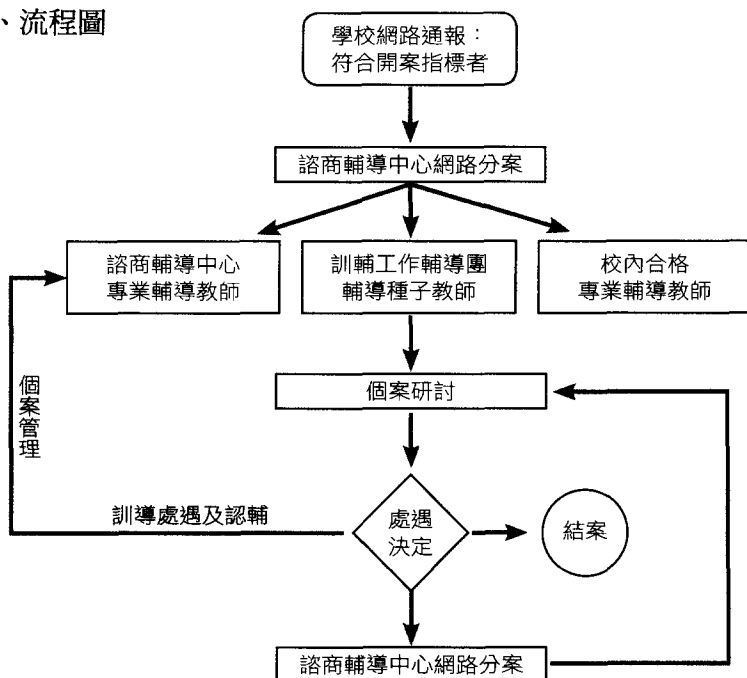 、流程圖
學校網路通報：
符合開案指標者
諮商輔導中心網路分案
諮商輔導中心
專業輔導教師
訓輔工作輔導團
輔導種子教師
校內合格
專業輔導教師
個案管理
個案研討
訓導處遇及認輔
處遇
決定
結案
諮商輔導中心網路分案